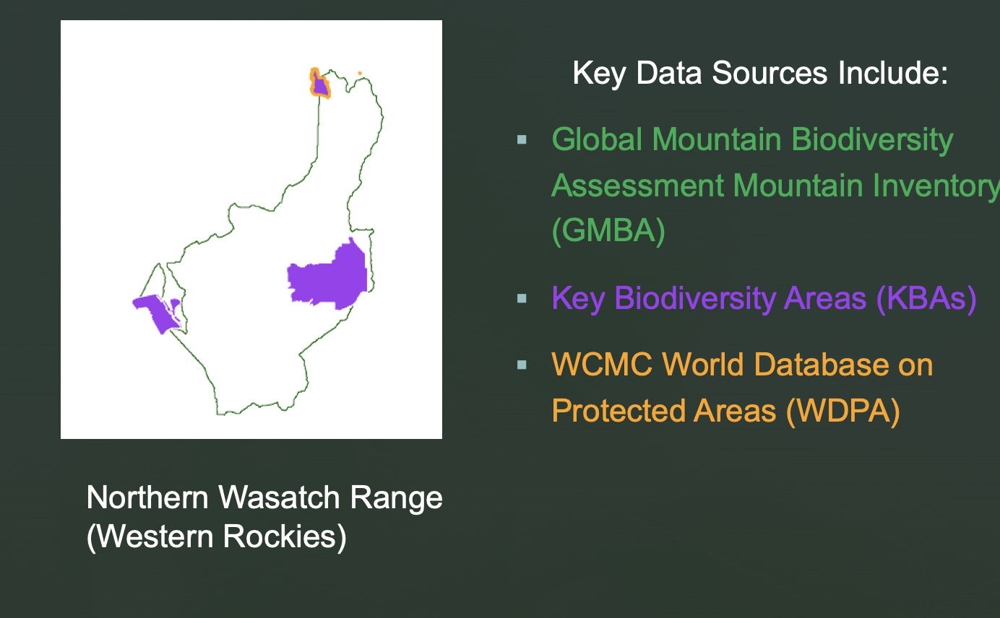 Key Data Sources Include:
Global Mountain Biodiversity
Assessment Mountain Inventory
(GMBA)
Key Biodiversity Areas (KBAs)
WCMC World Database on
Protected Areas (WDPA)
Northern Wasatch Range
(Western Rockies)